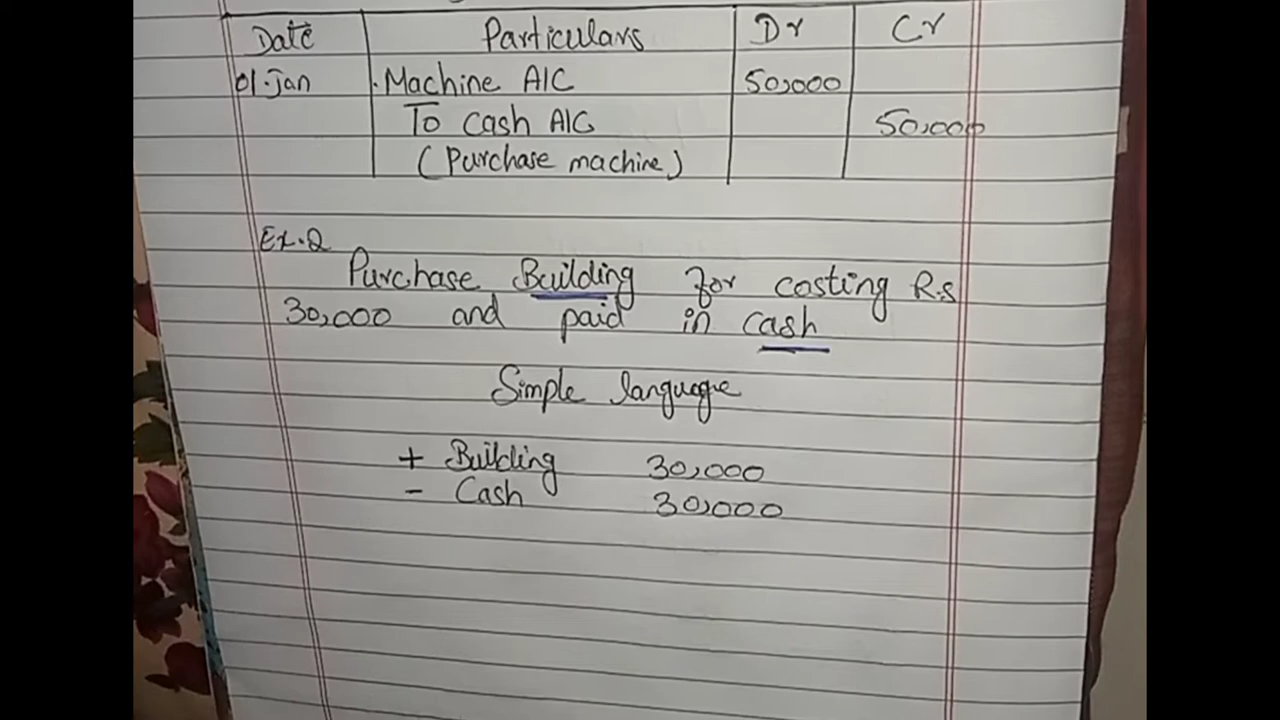 Date Particulars Dr Cr
01.Jan . Machine A/C 50,000
To Cash A/C 50,000
(Purchase machine)
Ex.2
Purchase Building for costing R.s
30,000 and paid in cash
Simple language
+ Building 30,000
- Cash 30,000